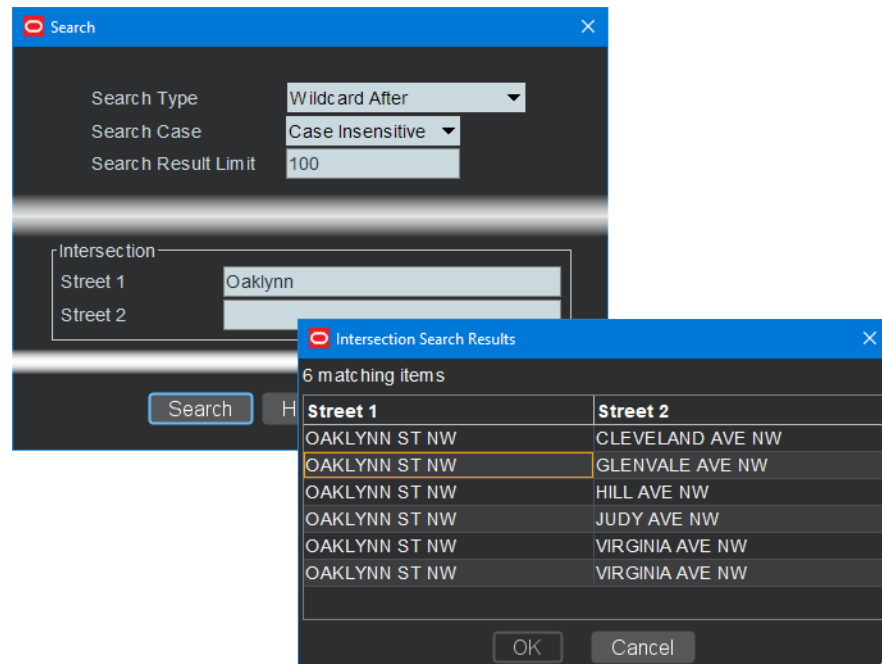 Search
Search Type Wildcard After
Search Case Case Insensitive
Search Result Limit 100
Intersection
Street 1 Oaklynn
Street 2
Search H
Intersection Search Results
6 matching items
Street 1 Street 2
OAKLYNN ST NW CLEVELAND AVE NW
OAKLYNN ST NW GLENVALE AVE NW
OAKLYNN ST NW HILL AVE NW
OAKLYNN ST NW JUDY AVE NW
OAKLYNN ST NW VIRGINIA AVE NW
OAKLYNN ST NW VIRGINIA AVE NW
OK Cancel